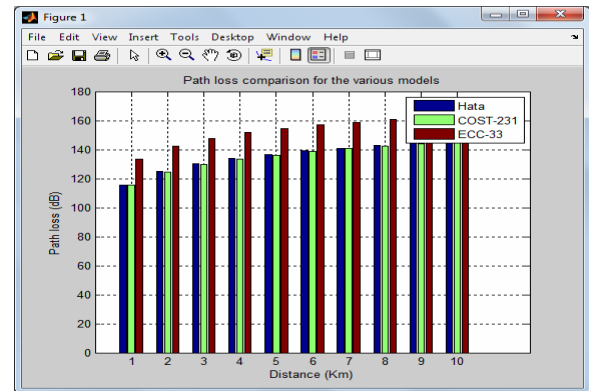 Figure 1
File Edit View Insert Tools Desktop Window Help
Path loss comparison for the various models
Hata
COST-231
ECC-33
Path loss (dB)
180
160
140
120
100
80
60
40
20
0
1 2 3 4 5 6 7 8 9 10
Distance (Km)